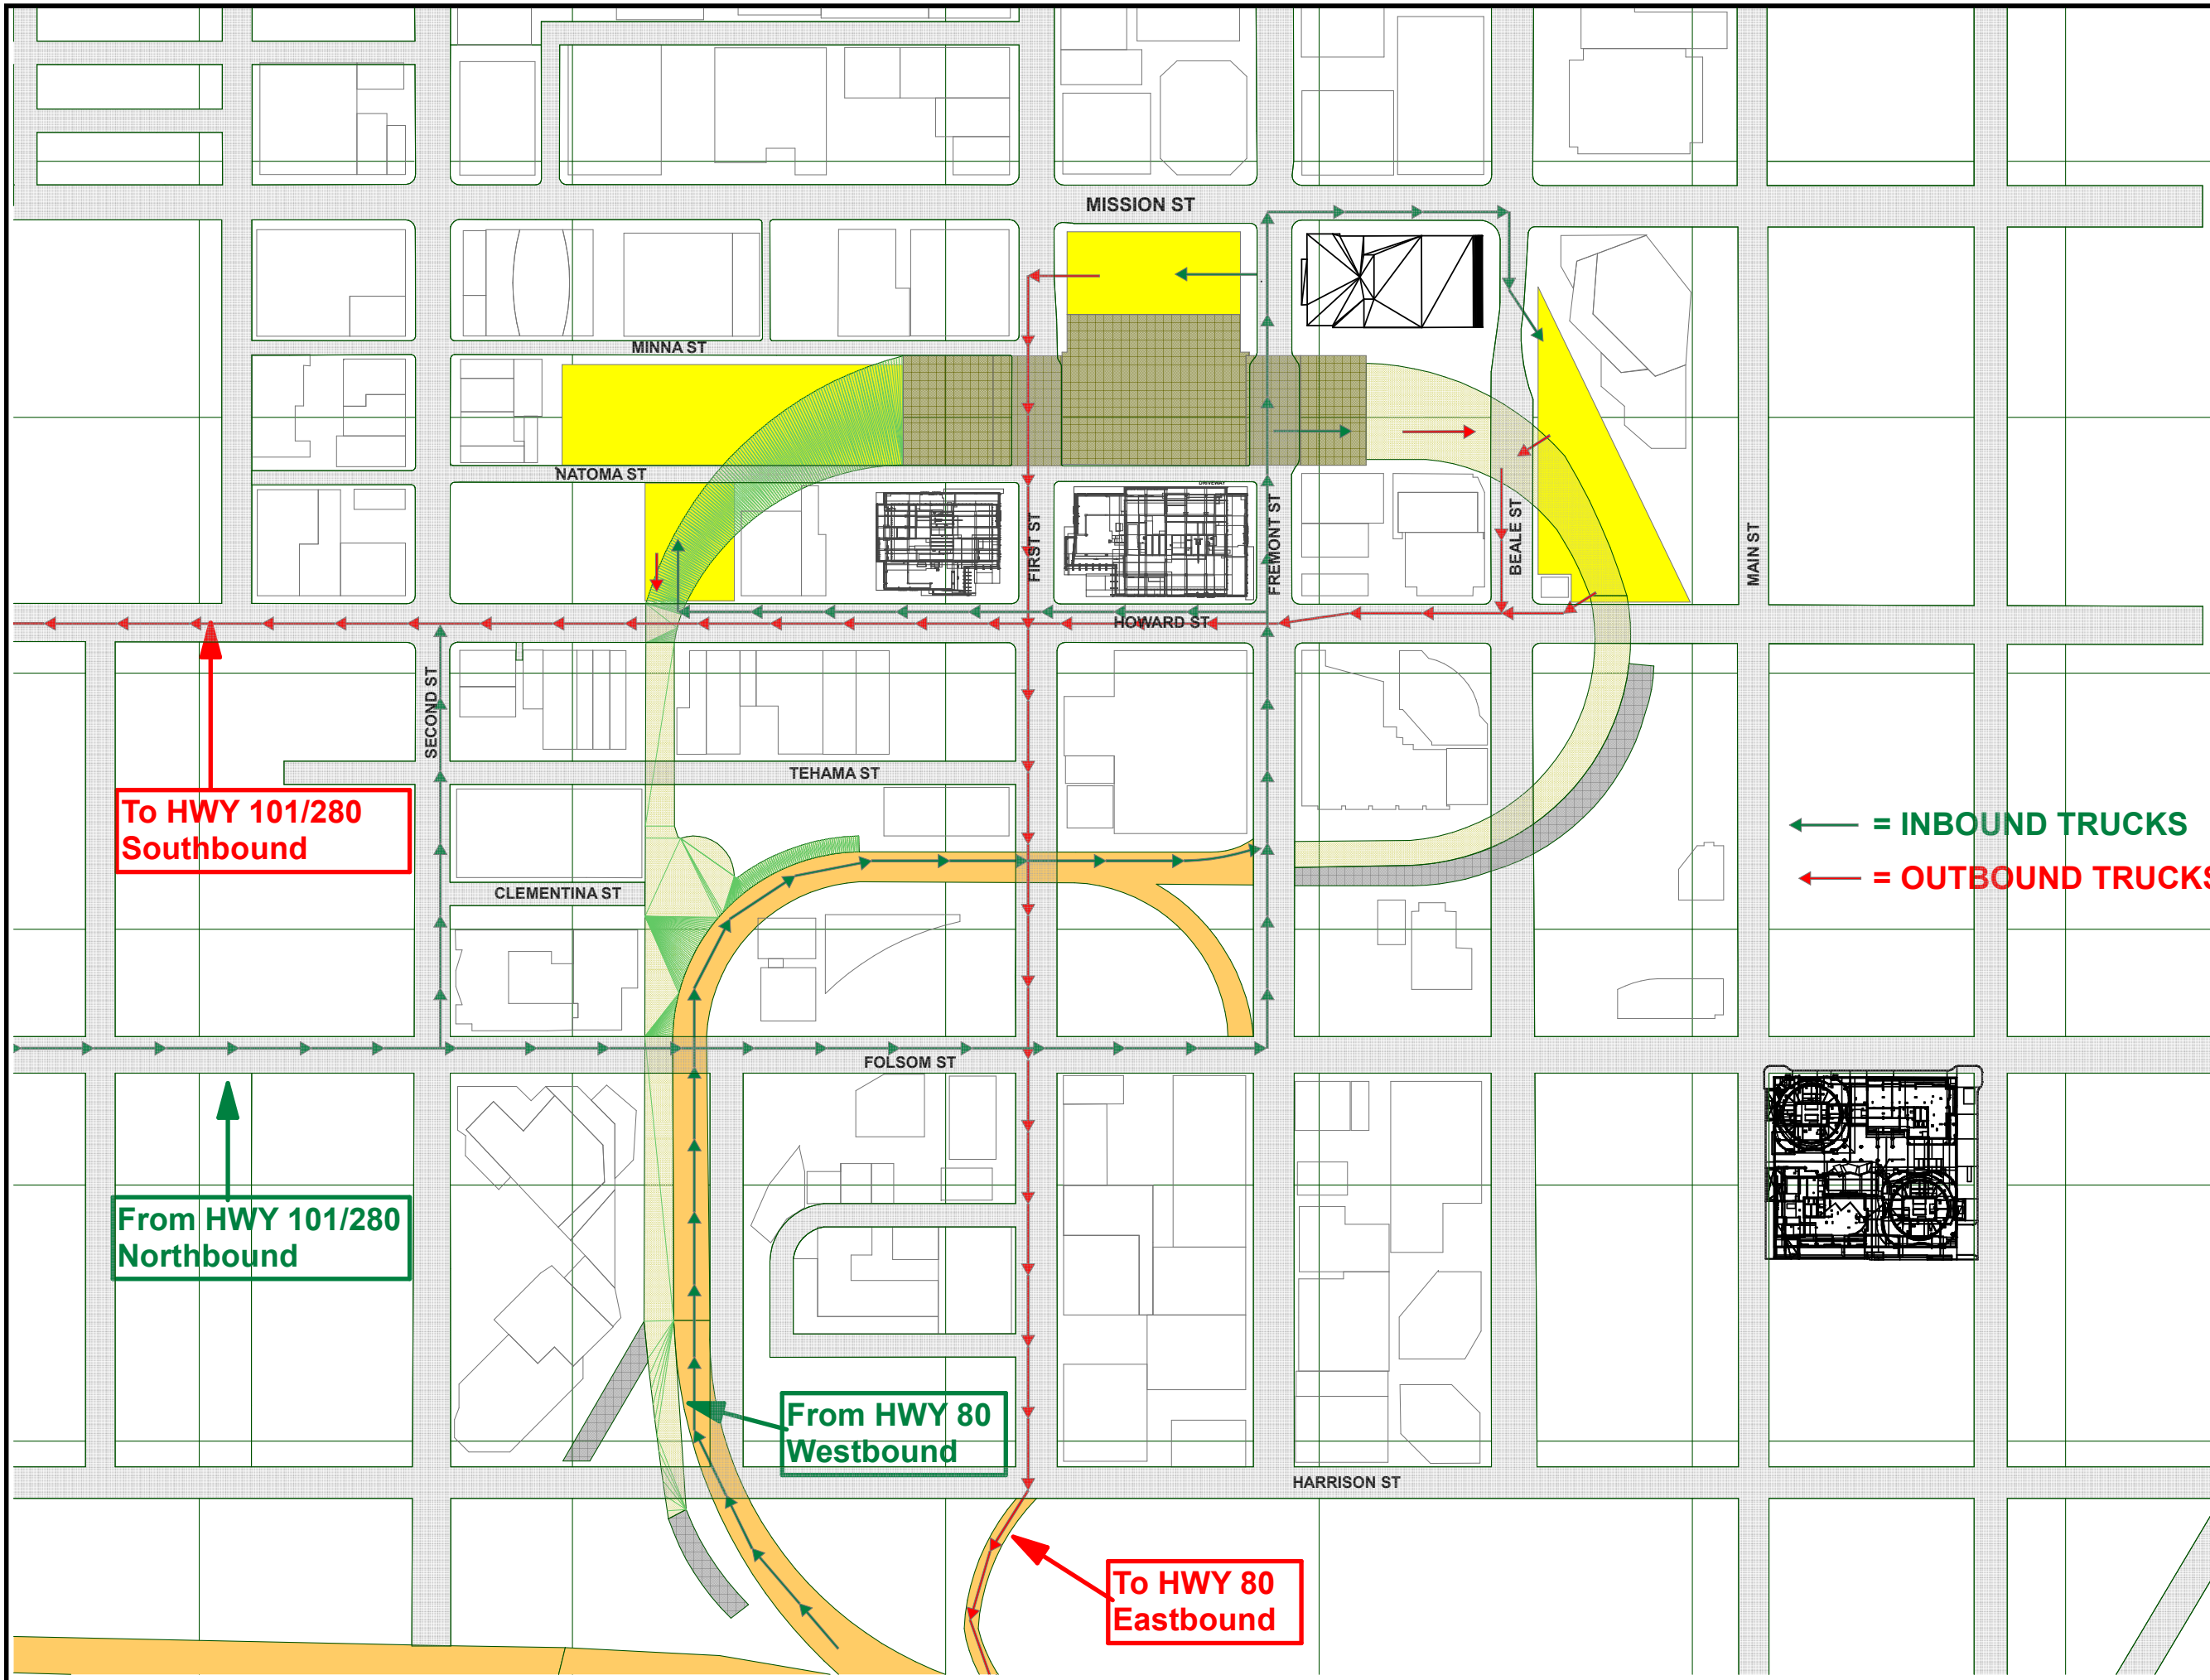 MISSION ST
MINNA ST
NATOMA ST
DRIVEWAY
FIRST ST
FREMONT ST
BEALE ST
MAIN ST
HOWARD ST
SECOND ST
TEHAMA ST
To HWY 101/280
Southbound
= INBOUND TRUCKS
= OUTBOUND TRUCKS
CLEMENTINA ST
FOLSOM ST
From HWY 101/280
Northbound
From HWY 80
Westbound
HARRISON ST
To HWY 80
Eastbound